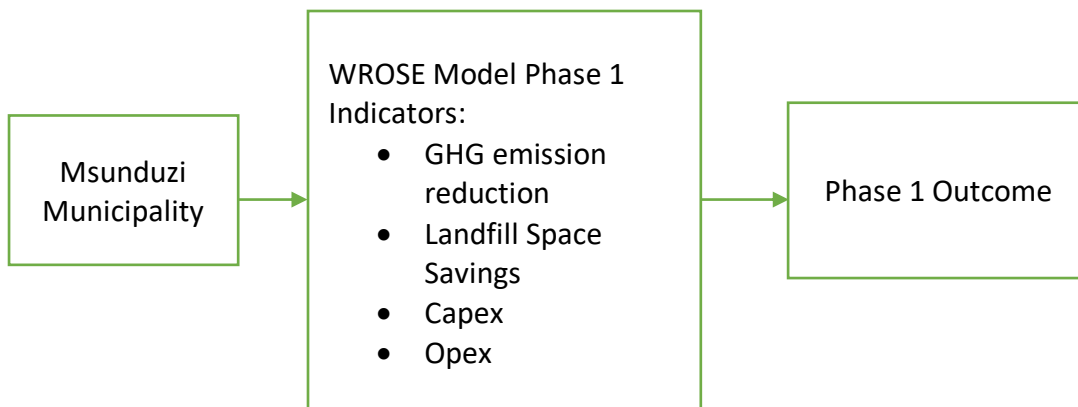 Msunduzi
Municipality
WROSE Model Phase 1
Indicators:
• GHG emission
reduction
• Landfill Space
Savings
• Capex
• Opex
Phase 1 Outcome